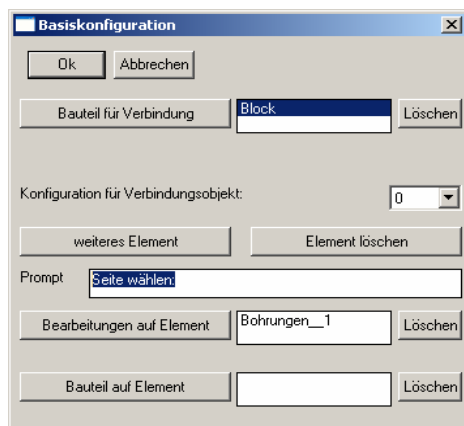 Basiskonfiguration
Ok Abbrechen
Bauteil für Verbindung Block Löschen
Konfiguration für Verbindungsobjekt: 0
weiteres Element Element löschen
Prompt Seite wählen:
Bearbeitungen auf Element Bohrungen__1 Löschen
Bauteil auf Element Löschen